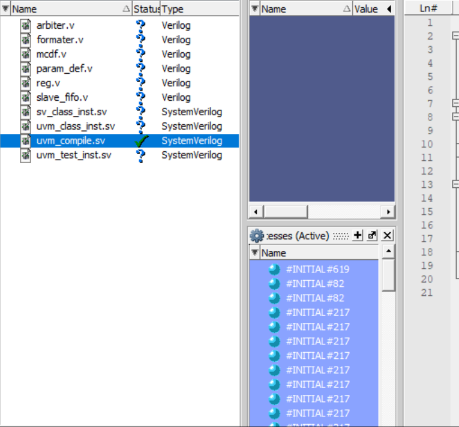 Name Status Type
arbiter.v Verilog
formater.v Verilog
mcdf.v Verilog
param_def.v Verilog
reg.v Verilog
slave_fifo.v Verilog
sv_class_inst.sv SystemVerilog
uvm_class_inst.sv SystemVerilog
uvm_compile.sv SystemVerilog
uvm_test_inst.sv SystemVerilog
Name Value
esses (Active)
Name
#INITIAL#619
#INITIAL#82
#INITIAL#82
#INITIAL#217
#INITIAL#217
#INITIAL#217
#INITIAL#217
#INITIAL#217
#INITIAL#217
#INITIAL#217
#INITIAL#217
#INITIAL#217
Ln#
1
2
3
4
5
6
7
8
9
10
11
12
13
14
15
16
17
18
19
20
21